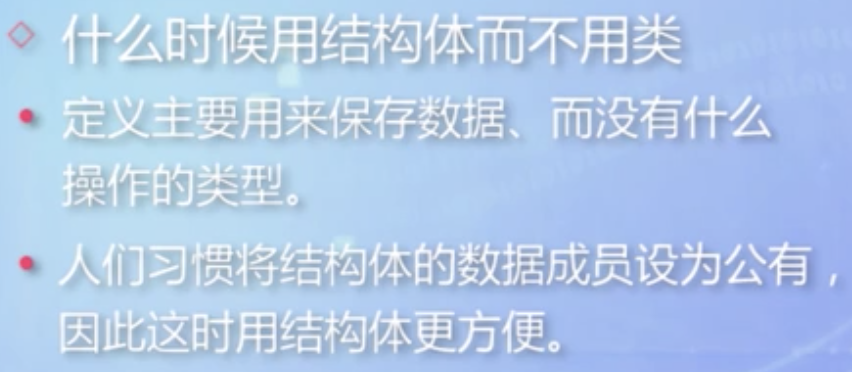 什么时候用结构体而不用类
定义主要用来保存数据、而没有什么
操作的类型。
人们习惯将结构体的数据成员设为公有，
因此这时用结构体更方便。